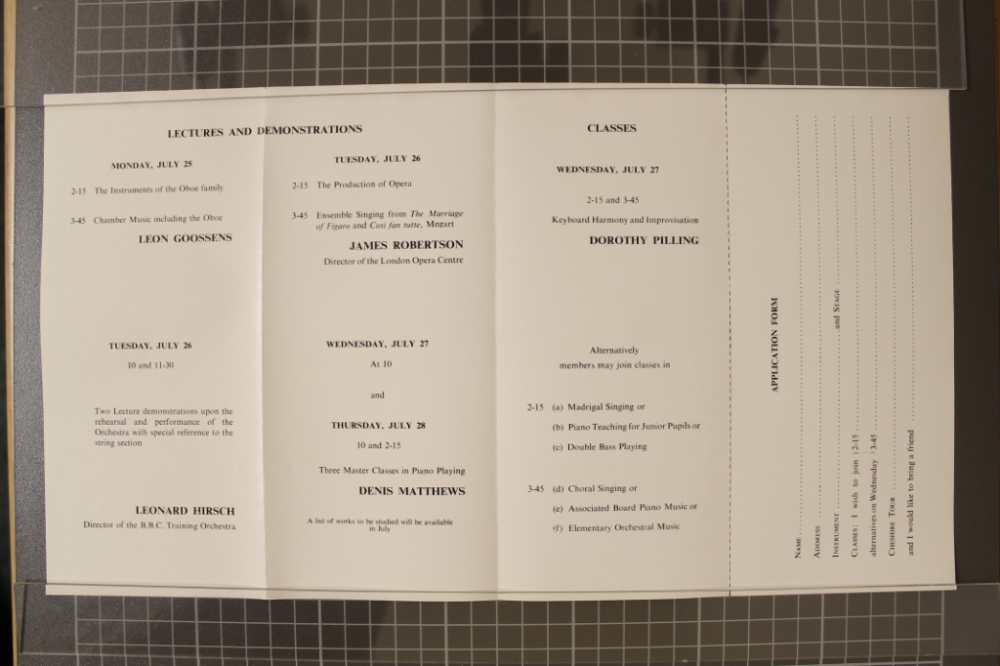 LECTURES AND DEMONSTRATIONS
MONDAY, JULY 25
2-15 The Instruments of the Oboe family
3-45 Chamber Music including the Oboe
LEON GOOSSENS
TUESDAY, JULY 26
10 and 11-30
Two Lecture demonstrations upon the
rehearsal and performance of the
Orchestra with special reference to the
string section
LEONARD HIRSCH
Director of the B.B.C. Training Orchestra
TUESDAY, JULY 26
2-15 The Production of Opera
3-45 Ensemble Singing from The Marriage
of Figaro and Cosi fan tutte, Mozart
JAMES ROBERTSON
Director of the London Opera Centre
WEDNESDAY, JULY 27
At 10
and
THURSDAY, JULY 28
10 and 2-15
Three Master Classes in Piano Playing
DENIS MATTHEWS
A list of works to be studied will be available
in July
CLASSES
WEDNESDAY, JULY 27
2-15 and 3-45
Keyboard Harmony and Improvisation
DOROTHY PILLING
Alternatively
members may join classes in
2-15 (a) Madrigal Singing or
(b) Piano Teaching for Junior Pupils or
(c) Double Bass Playing
3-45 (d) Choral Singing or
(e) Associated Board Piano Music or
(f) Elementary Orchestral Music
APPLICATION FORM
NAME
ADDRESS
INSTRUMENT and STAGE
CLASSES: I wish to join 2-15
alternatives on Wednesday 3-45
CHESHIRE TOUR
and I would like to bring a friend